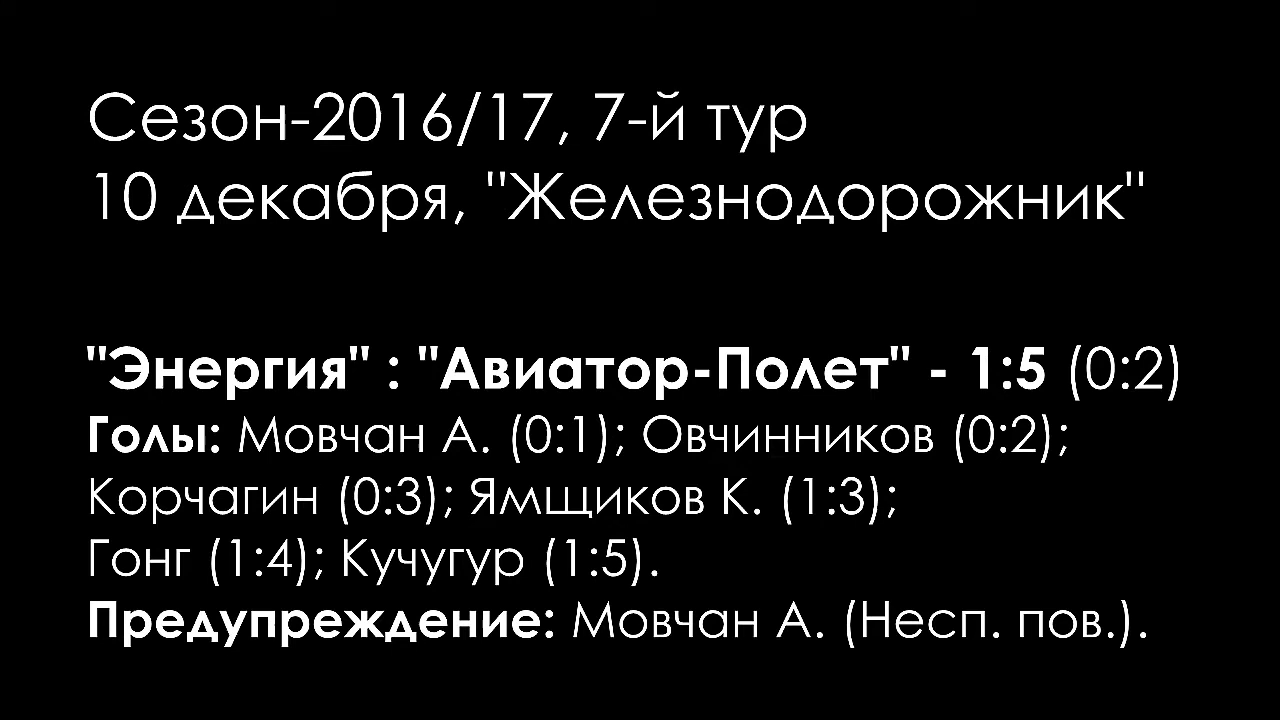 Сезон-2016/17, 7-й тур
10 декабря, "Железнодорожник"
"Энергия" : "Авиатор-Полет" - 1:5 (0:2)
Голы: Мовчан А. (0:1); Овчинников (0:2);
Корчагин (0:3); Ямщиков К. (1:3);
Гонг (1:4); Кучугур (1:5).
Предупреждение: Мовчан А. (Несп. пов.).